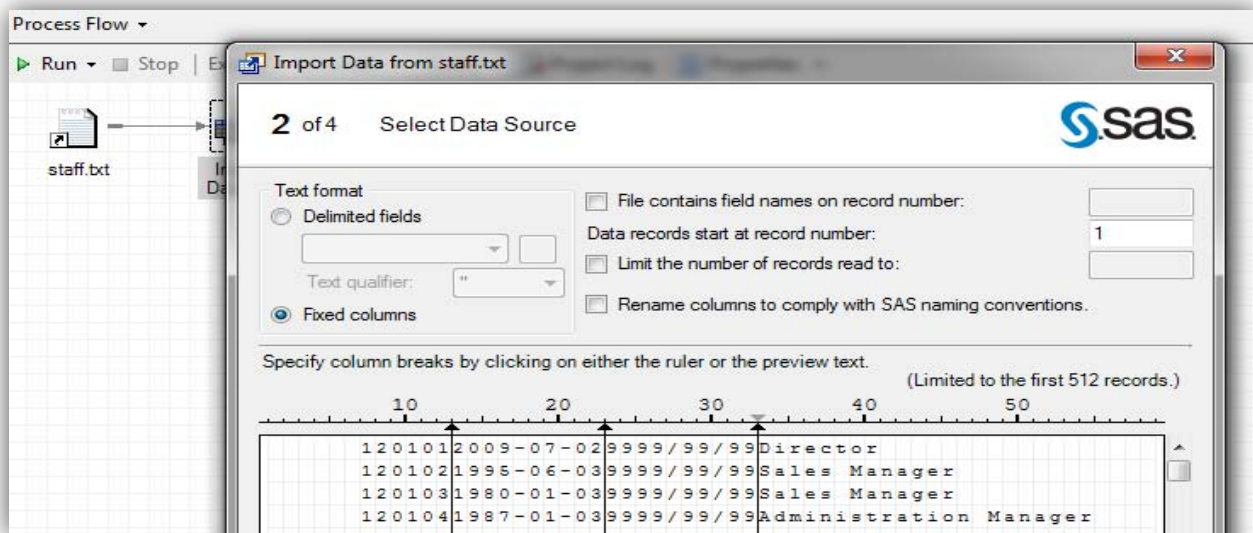 Process Flow
Run Stop Ex
Import Data from staff.txt
2 of 4 Select Data Source
sas
staff.txt
Text format
Delimited fields
Text qualifier: "
Fixed columns
File contains field names on record number:
Data records start at record number: 1
Limit the number of records read to:
Rename columns to comply with SAS naming conventions.
Specify column breaks by clicking on either the ruler or the preview text.
(Limited to the first 512 records.)
10 20 30 40 50
1201012009-07-029999/99/99Director
1201021995-06-039999/99/99Sales Manager
1201031980-01-039999/99/99Sales Manager
1201041987-01-039999/99/99Administration Manager